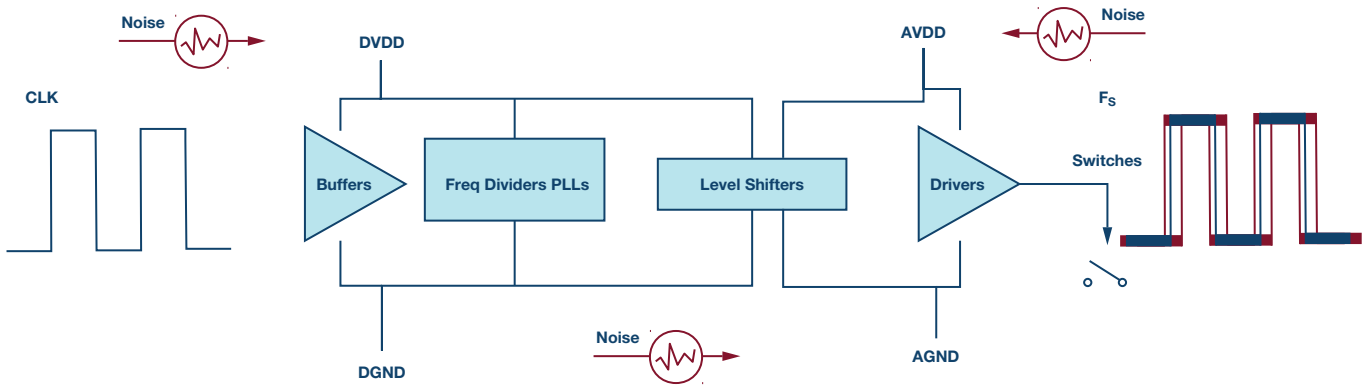 Noise
DVDD
AVDD
Noise
CLK
FS
Buffers
Freq Dividers PLLs
Level Shifters
Drivers
Switches
Noise
DGND
AGND